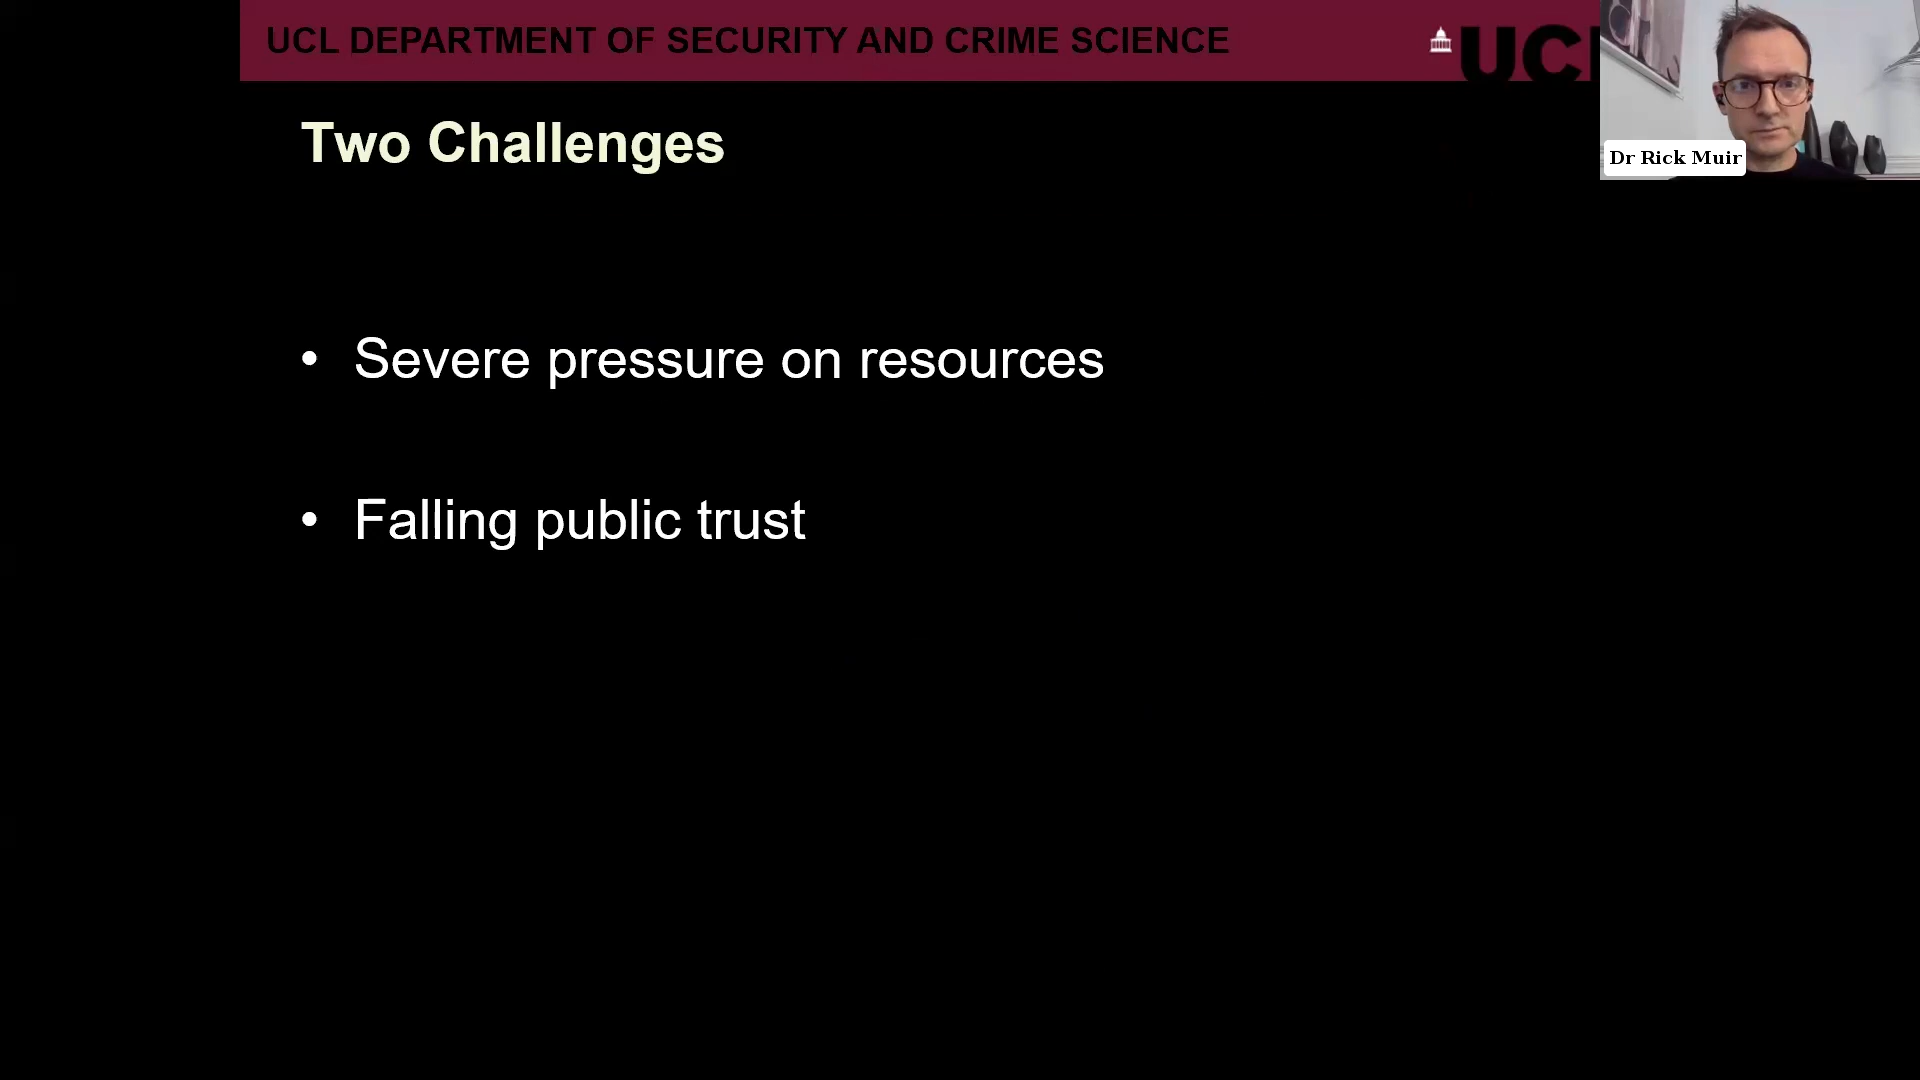 UCL DEPARTMENT OF SECURITY AND CRIME SCIENCE
UCL
Dr Rick Muir
Two Challenges
• Severe pressure on resources
• Falling public trust